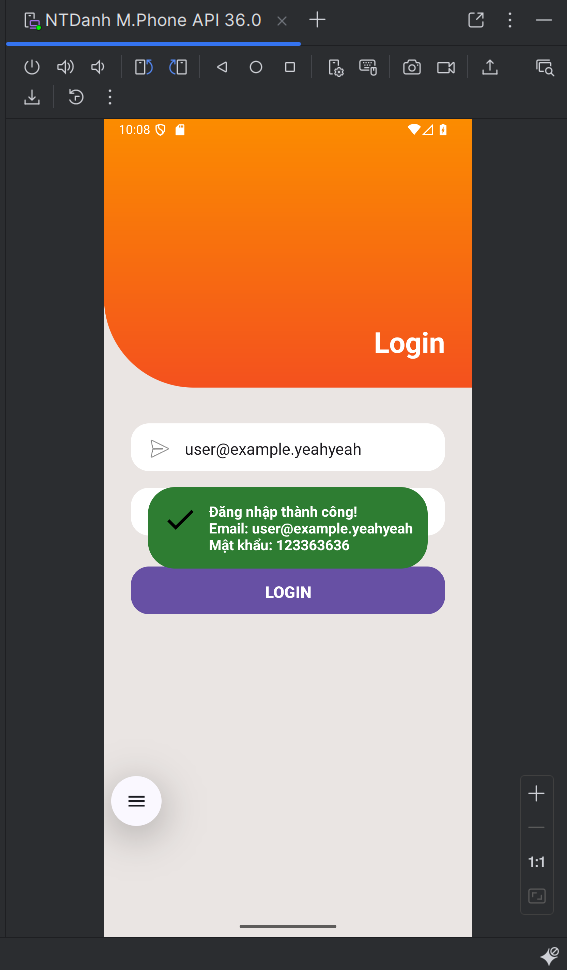 NTDanh M.Phone API 36.0
10:08
Login
user@example.yeahyeah
Đăng nhập thành công!
Email: user@example.yeahyeah
Mật khẩu: 123363636
LOGIN
1:1